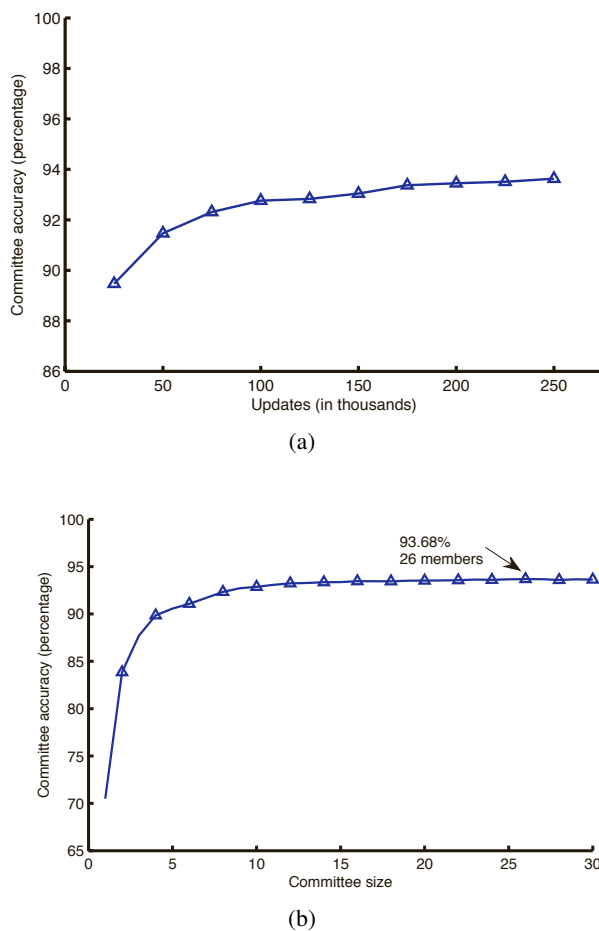 100
98
96
94
92
90
88
86
Committee accuracy (percentage)
0 50 100 150 200 250
Updates (in thousands)
(a)
100
95
90
85
80
75
70
65
Committee accuracy (percentage)
93.68%
26 members
0 5 10 15 20 25 30
Committee size
(b)